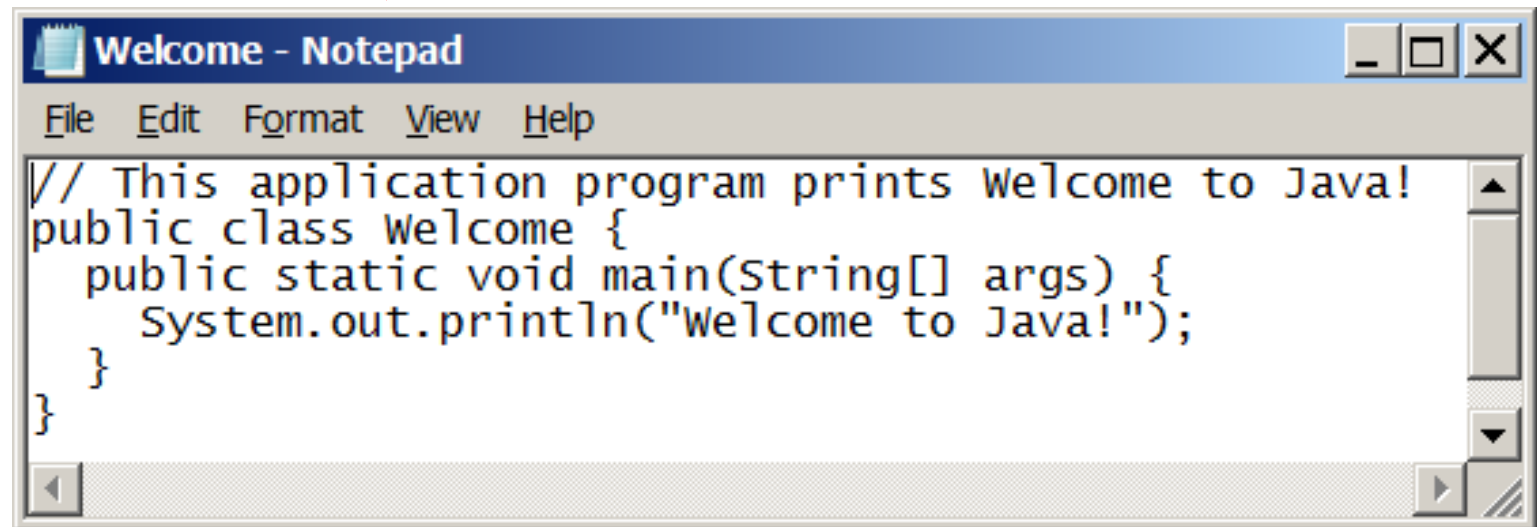 Welcome - Notepad
File Edit Format View Help
// This application program prints Welcome to Java!
public class Welcome {
  public static void main(String[] args) {
    System.out.println("Welcome to Java!");
  }
}